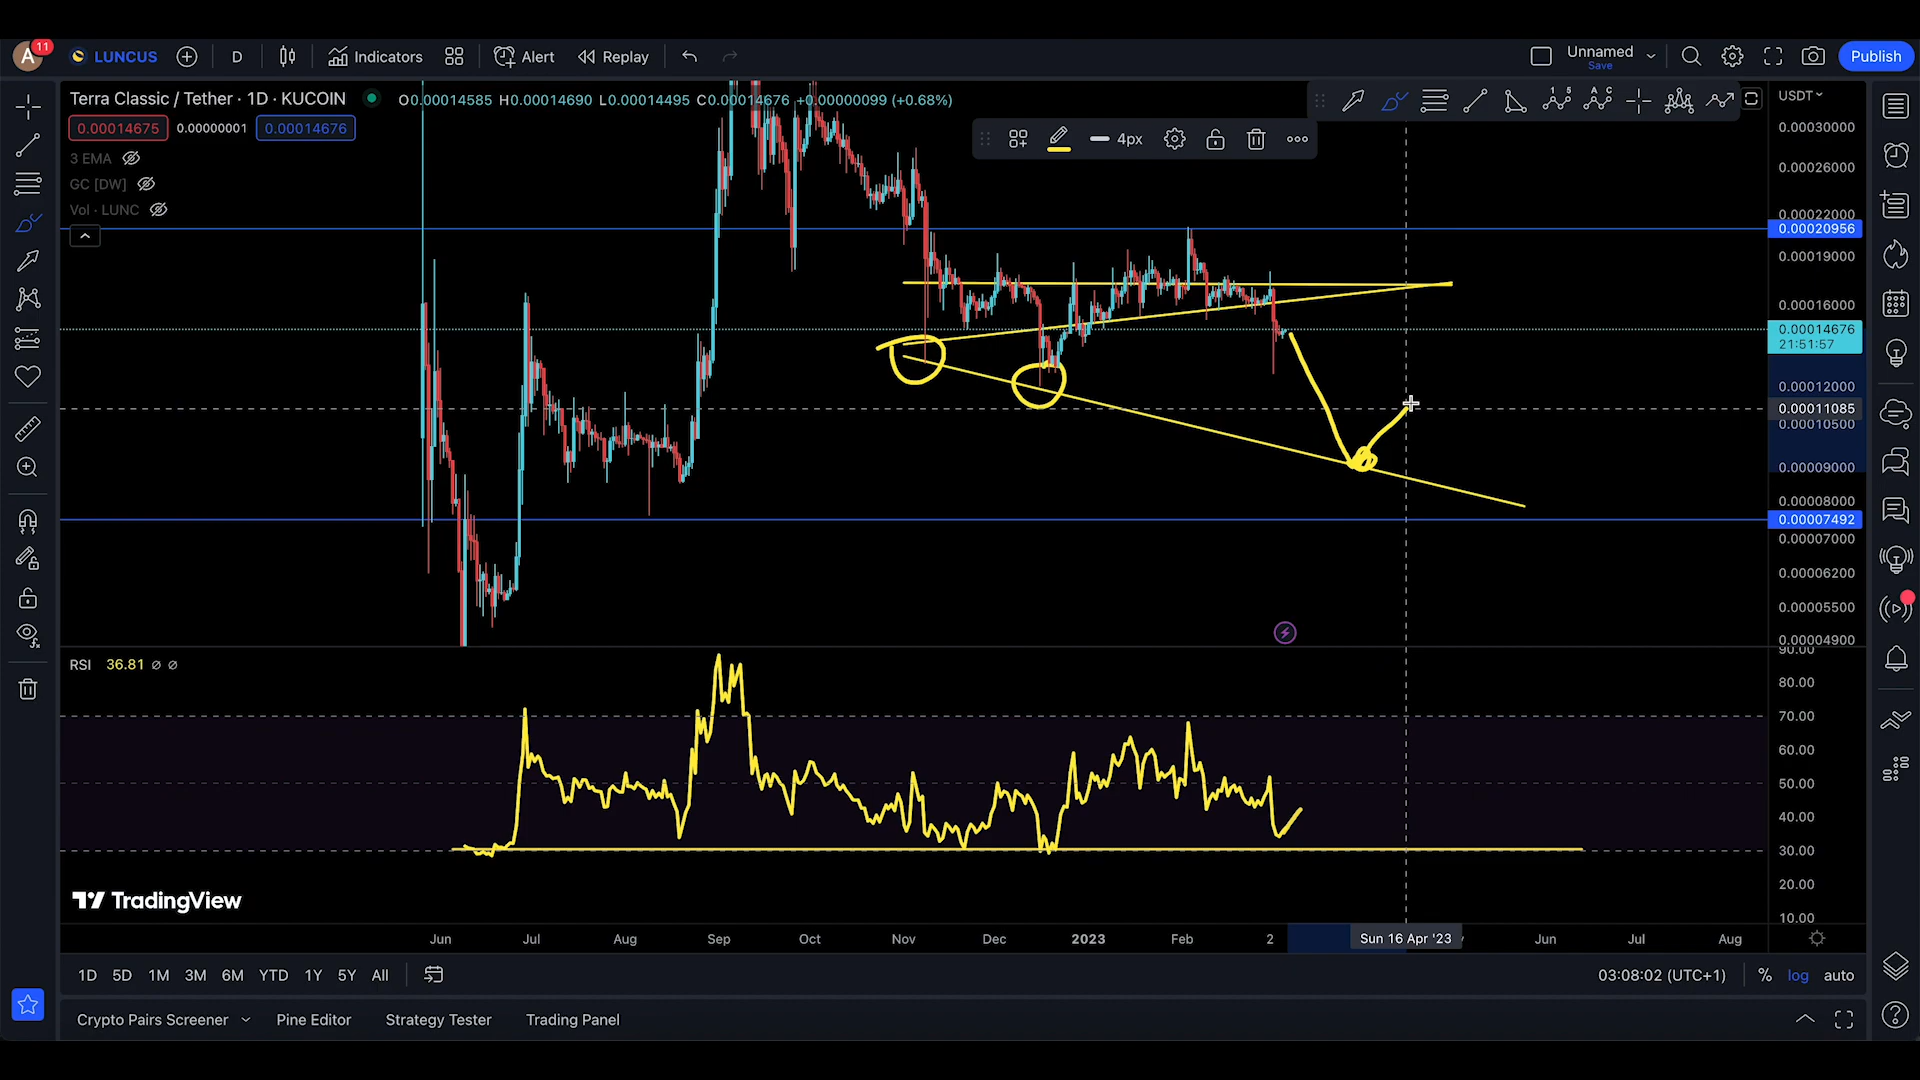 A 11 LUNCUS D Indicators Alert Replay Unnamed Save Publish
Terra Classic / Tether · 1D · KUCOIN O0.00014585 H0.00014690 L0.00014495 C0.00014676 +0.00000099 (+0.68%)
0.00014675 0.00000001 0.00014676
4px
3 EMA
GC [DW]
Vol · LUNC
USDT
0.00030000
0.00026000
0.00022000
0.00020956
0.00019000
0.00016000
0.00014676
21:51:57
0.00012000
0.00011085
0.00010500
0.00009000
0.00008000
0.00007492
0.00007000
0.00006200
0.00005500
0.00004900
RSI 36.81 ∅ ∅
90.00
80.00
70.00
60.00
50.00
40.00
30.00
20.00
10.00
TradingView
Jun Jul Aug Sep Oct Nov Dec 2023 Feb 2 Sun 16 Apr '23 Jun Jul Aug
1D 5D 1M 3M 6M YTD 1Y 5Y All 03:08:02 (UTC+1) % log auto
Crypto Pairs Screener Pine Editor Strategy Tester Trading Panel